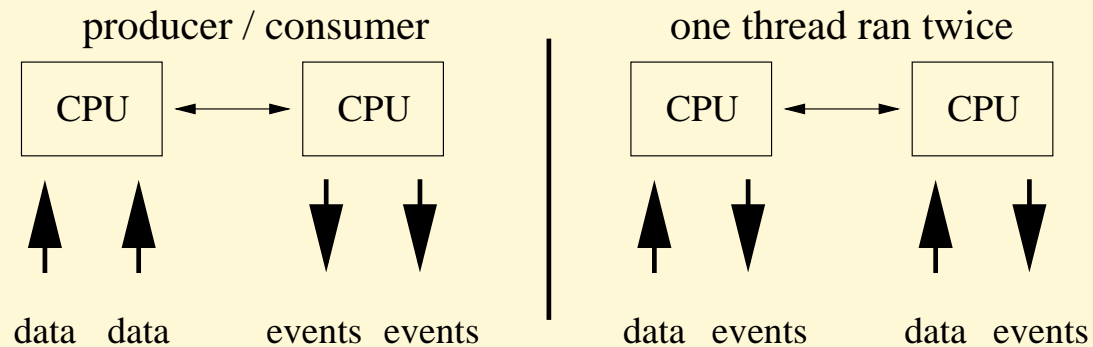 producer / consumer
one thread ran twice
CPU
CPU
CPU
CPU
data data events events
data events data events